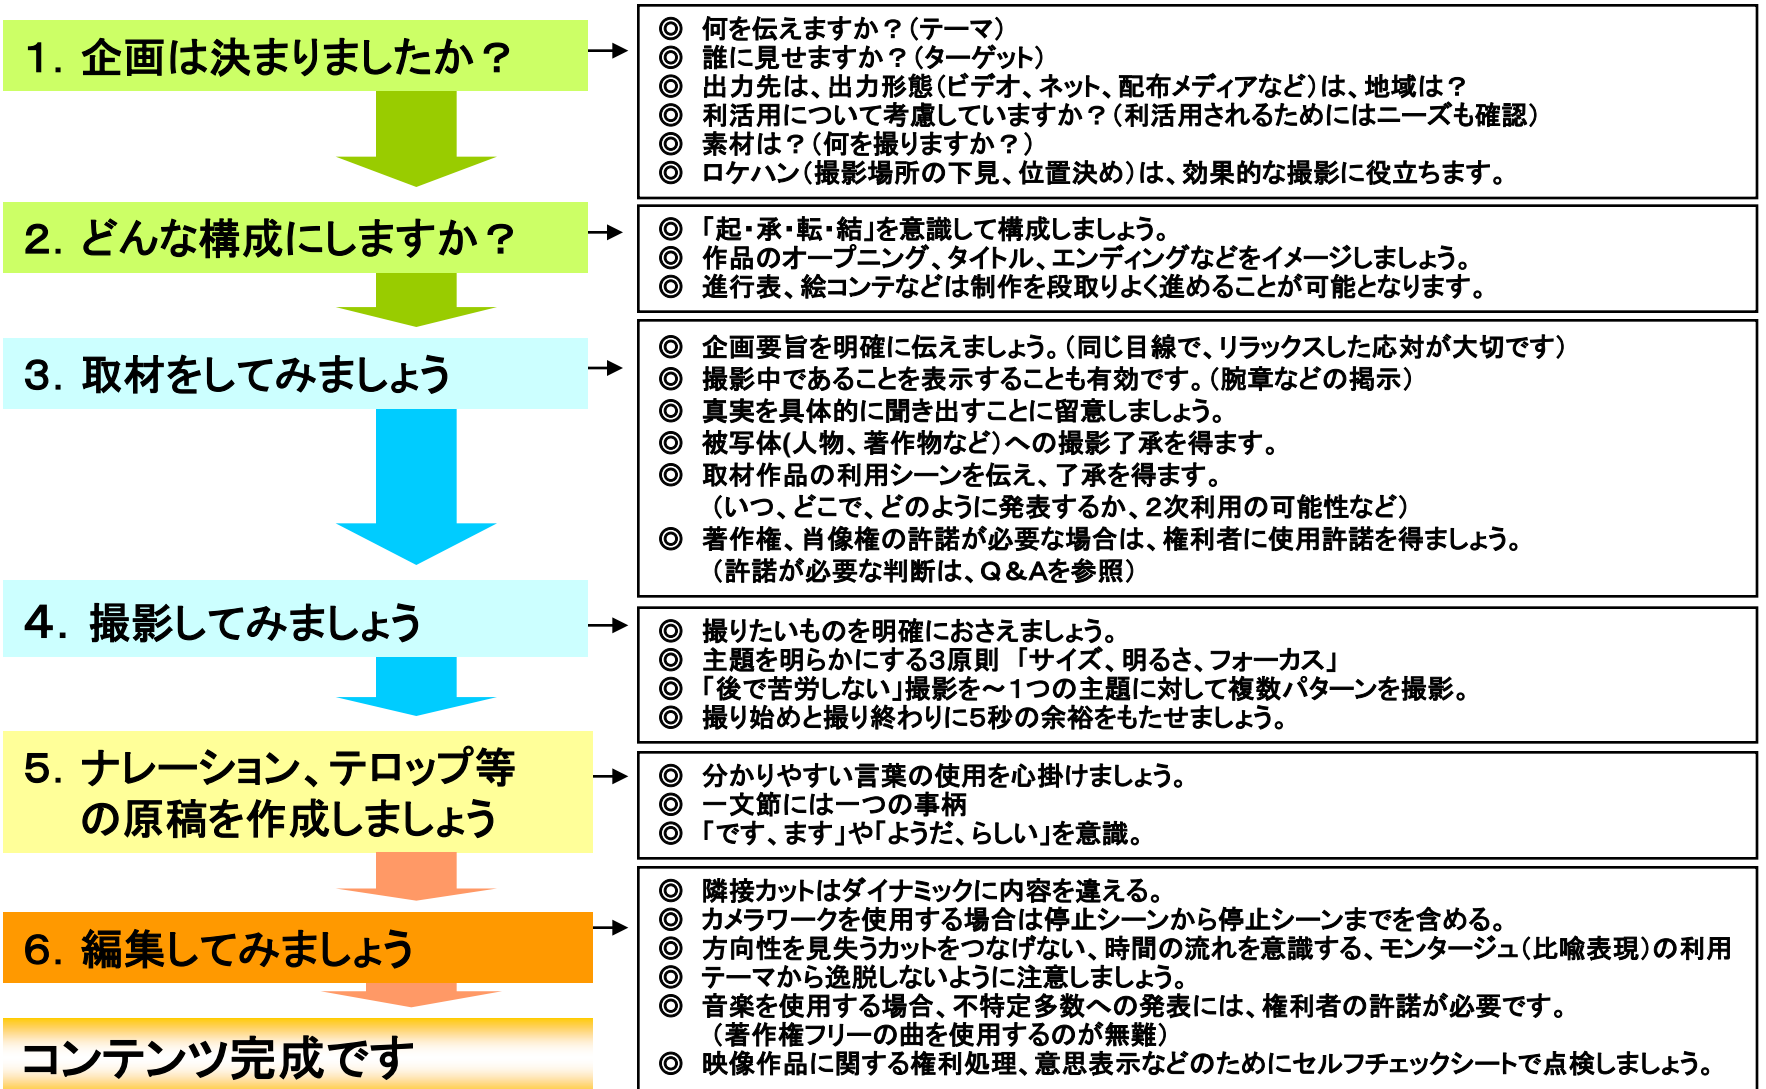 １．企画は決まりましたか？
◎　何を伝えますか？（テーマ）
◎　誰に見せますか？（ターゲット）
◎　出力先は、出力形態（ビデオ、ネット、配布メディアなど）は、地域は？
◎　利活用について考慮していますか？（利活用されるためにはニーズも確認）
◎　素材は？（何を撮りますか？）
◎　ロケハン（撮影場所の下見、位置決め）は、効果的な撮影に役立ちます。
２．どんな構成にしますか？
◎　「起・承・転・結」を意識して構成しましょう。
◎　作品のオープニング、タイトル、エンディングなどをイメージしましょう。
◎　進行表、絵コンテなどは制作を段取りよく進めることが可能となります。
３．取材をしてみましょう
◎　企画要旨を明確に伝えましょう。（同じ目線で、リラックスした応対が大切です）
◎　撮影中であることを表示することも有効です。（腕章などの掲示）
◎　真実を具体的に聞き出すことに留意しましょう。
◎　被写体(人物、著作物など）への撮影了承を得ます。
◎　取材作品の利用シーンを伝え、了承を得ます。
（いつ、どこで、どのように発表するか、２次利用の可能性など）
◎　著作権、肖像権の許諾が必要な場合は、権利者に使用許諾を得ましょう。
（許諾が必要な判断は、Ｑ＆Ａを参照）
４．撮影してみましょう
◎　撮りたいものを明確におさえましょう。
◎　主題を明らかにする３原則　「サイズ、明るさ、フォーカス」
◎　「後で苦労しない」撮影を～１つの主題に対して複数パターンを撮影。
◎　撮り始めと撮り終わりに５秒の余裕をもたせましょう。
５．ナレーション、テロップ等
の原稿を作成しましょう
◎　分かりやすい言葉の使用を心掛けましょう。
◎　一文節には一つの事柄
◎　「です、ます」や「ようだ、らしい」を意識。
６．編集してみましょう
◎　隣接カットはダイナミックに内容を違える。
◎　カメラワークを使用する場合は停止シーンから停止シーンまでを含める。
◎　方向性を見失うカットをつなげない、時間の流れを意識する、モンタージュ（比喩表現）の利用
◎　テーマから逸脱しないように注意しましょう。
◎　音楽を使用する場合、不特定多数への発表には、権利者の許諾が必要です。
（著作権フリーの曲を使用するのが無難）
◎　映像作品に関する権利処理、意思表示などのためにセルフチェックシートで点検しましょう。
コンテンツ完成です